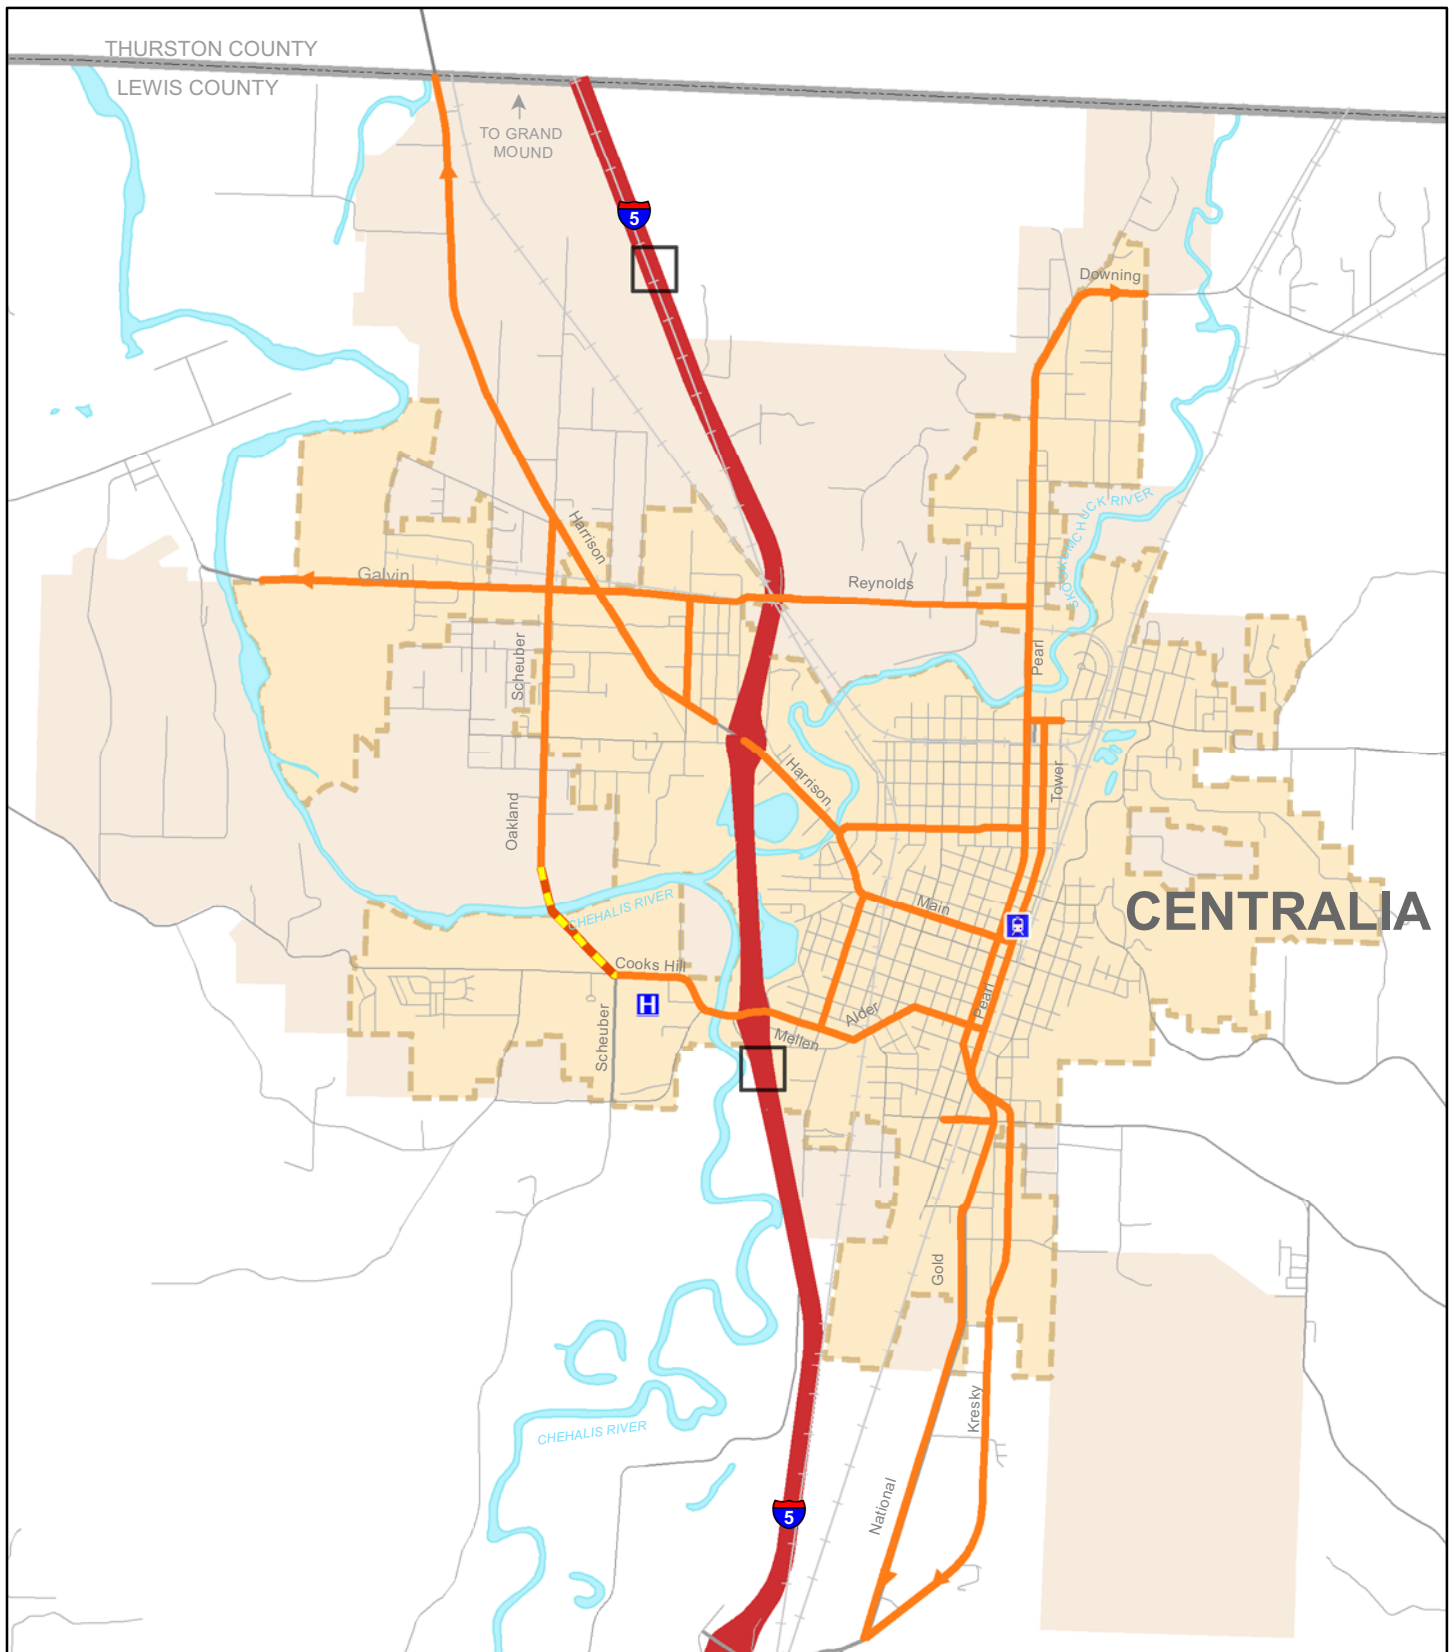 THURSTON COUNTY
LEWIS COUNTY
TO GRAND
MOUND
5
Downing
SKOOKUMCHUCK RIVER
Harrison
Galvin
Reynolds
Scheuber
Pearl
Harrison
Tower
Oakland
CHEHALIS RIVER
Main
CENTRALIA
Cooks Hill
H
Scheuber
Mellen
Alder
Pearl
Gold
Kresky
CHEHALIS RIVER
National
5